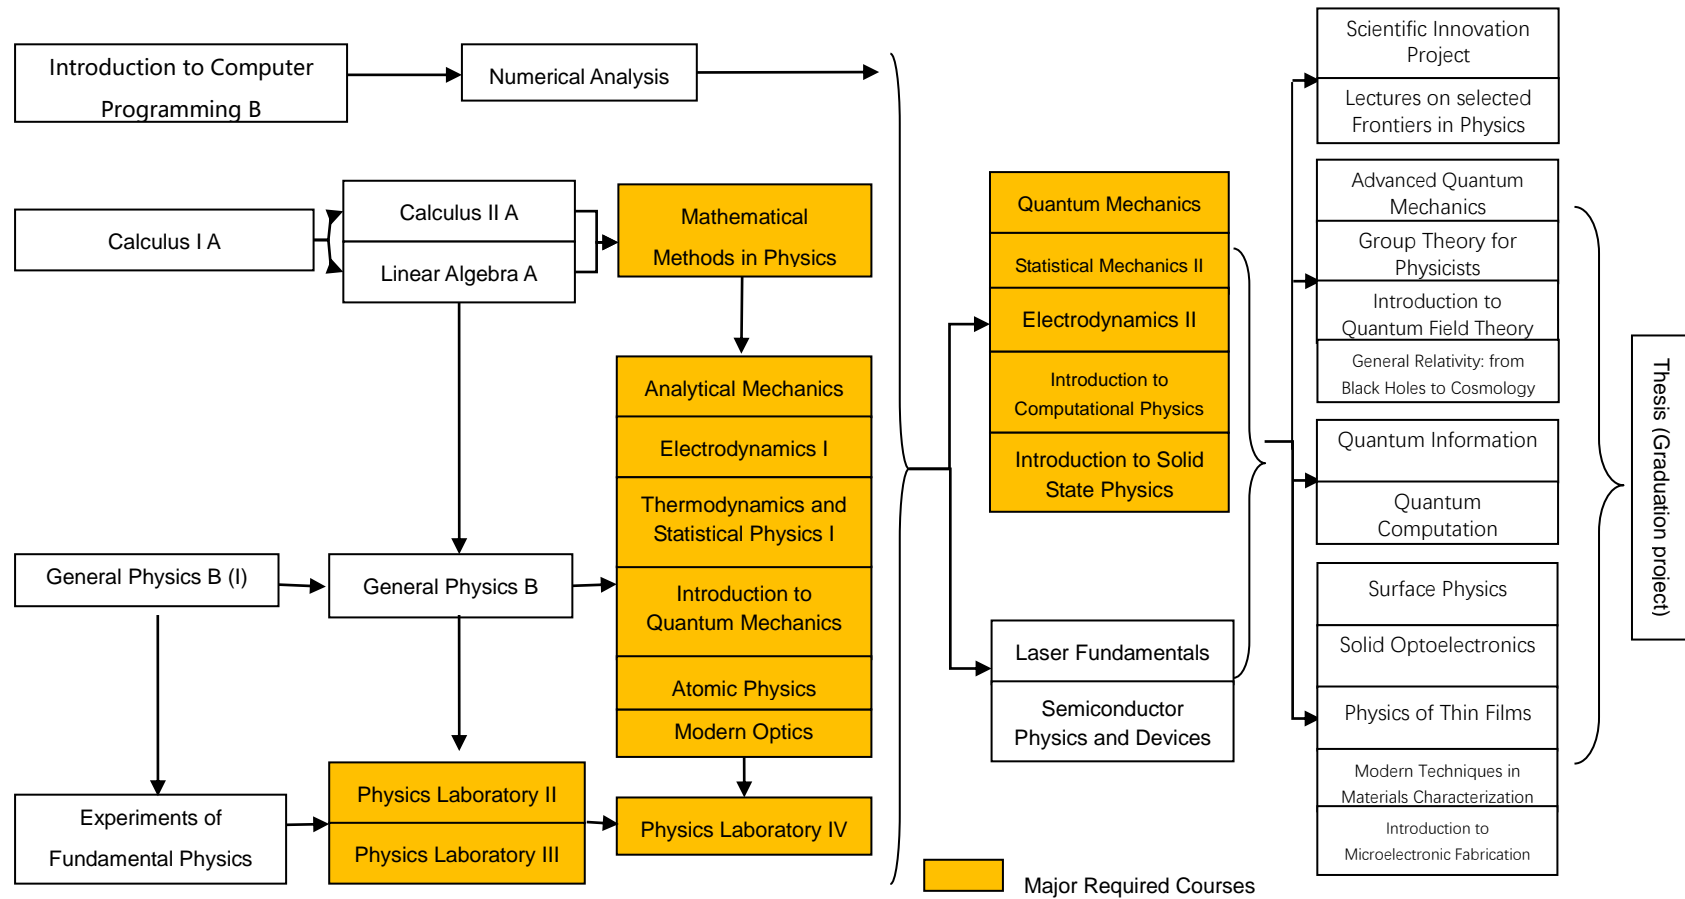 Introduction to Computer
Programming B
Numerical Analysis
Calculus I A
Calculus II A
Linear Algebra A
Mathematical
Methods in Physics
Analytical Mechanics
Electrodynamics I
Thermodynamics and
Statistical Physics I
Introduction to
Quantum Mechanics
Atomic Physics
Modern Optics
General Physics B (I)
General Physics B
Experiments of
Fundamental Physics
Physics Laboratory II
Physics Laboratory III
Physics Laboratory IV
Quantum Mechanics
Statistical Mechanics II
Electrodynamics II
Introduction to
Computational Physics
Introduction to Solid
State Physics
Laser Fundamentals
Semiconductor
Physics and Devices
Major Required Courses
Scientific Innovation
Project
Lectures on selected
Frontiers in Physics
Advanced Quantum
Mechanics
Group Theory for
Physicists
Introduction to
Quantum Field Theory
General Relativity: from
Black Holes to Cosmology
Quantum Information
Quantum
Computation
Surface Physics
Solid Optoelectronics
Physics of Thin Films
Modern Techniques in
Materials Characterization
Introduction to
Microelectronic Fabrication
Thesis (Graduation project)